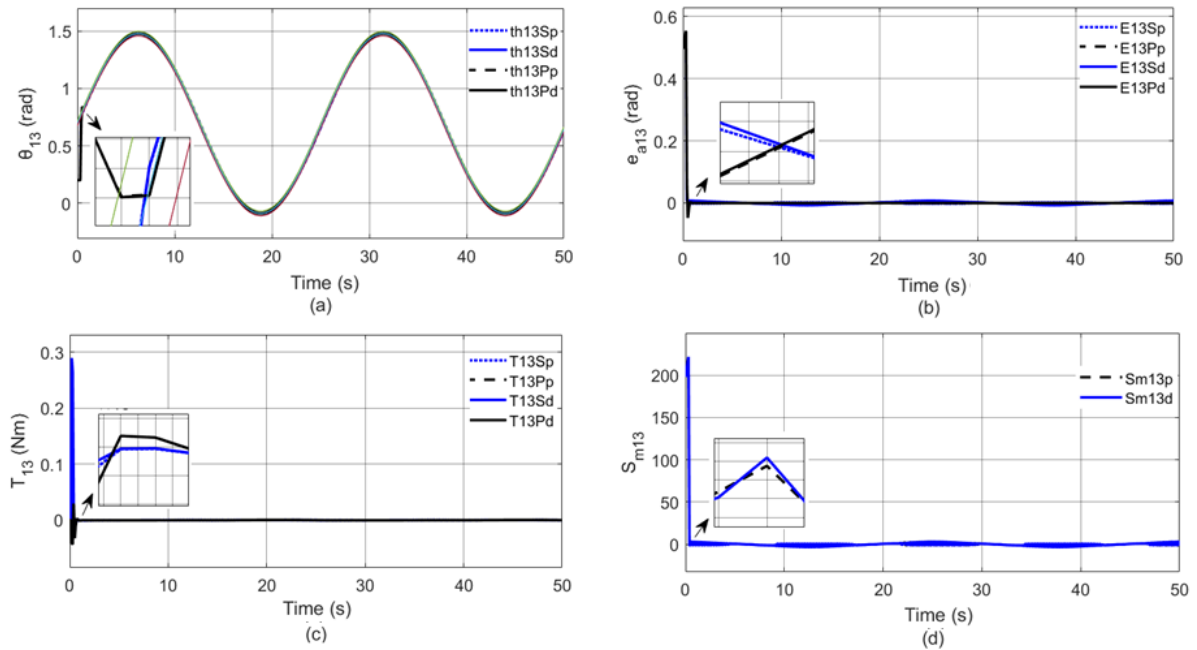 1.5
1
0.5
0
θ13 (rad)
th13Sp
th13Sd
th13Pp
th13Pd
0 10 20 30 40 50
Time (s)
(a)
0.6
0.4
0.2
0
ea13 (rad)
E13Sp
E13Pp
E13Sd
E13Pd
0 10 20 30 40 50
Time (s)
(b)
0.3
0.2
0.1
0
T13 (Nm)
T13Sp
T13Pp
T13Sd
T13Pd
0 10 20 30 40 50
Time (s)
(c)
200
150
100
50
0
Sm13
Sm13p
Sm13d
0 10 20 30 40 50
Time (s)
(d)